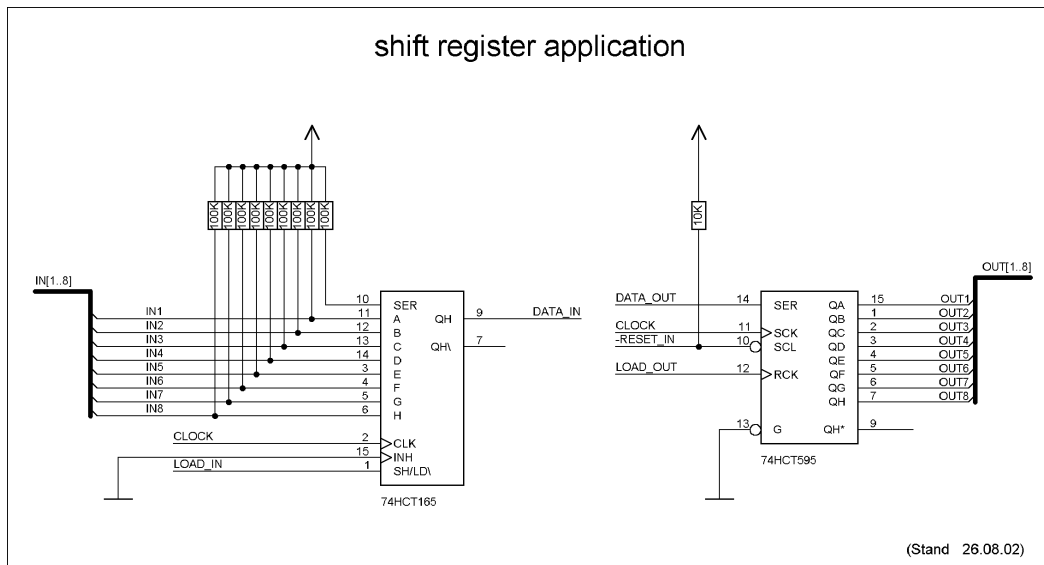 shift register application
100K 100K 100K 100K 100K 100K 100K 100K 100K
IN[1..8]
IN1
IN2
IN3
IN4
IN5
IN6
IN7
IN8
CLOCK
LOAD_IN
10 SER
11 A
12 B
13 C
14 D
3 E
4 F
5 G
6 H
2 CLK
15 INH
1 SH/LD\
QH 9 DATA_IN
QH\ 7
74HCT165
10K
DATA_OUT 14 SER
CLOCK 11 SCK
-RESET_IN 10 SCL
LOAD_OUT 12 RCK
13 G
QA 15 OUT1
QB 1 OUT2
QC 2 OUT3
QD 3 OUT4
QE 4 OUT5
QF 5 OUT6
QG 6 OUT7
QH 7 OUT8
QH* 9
OUT[1..8]
74HCT595
(Stand 26.08.02)